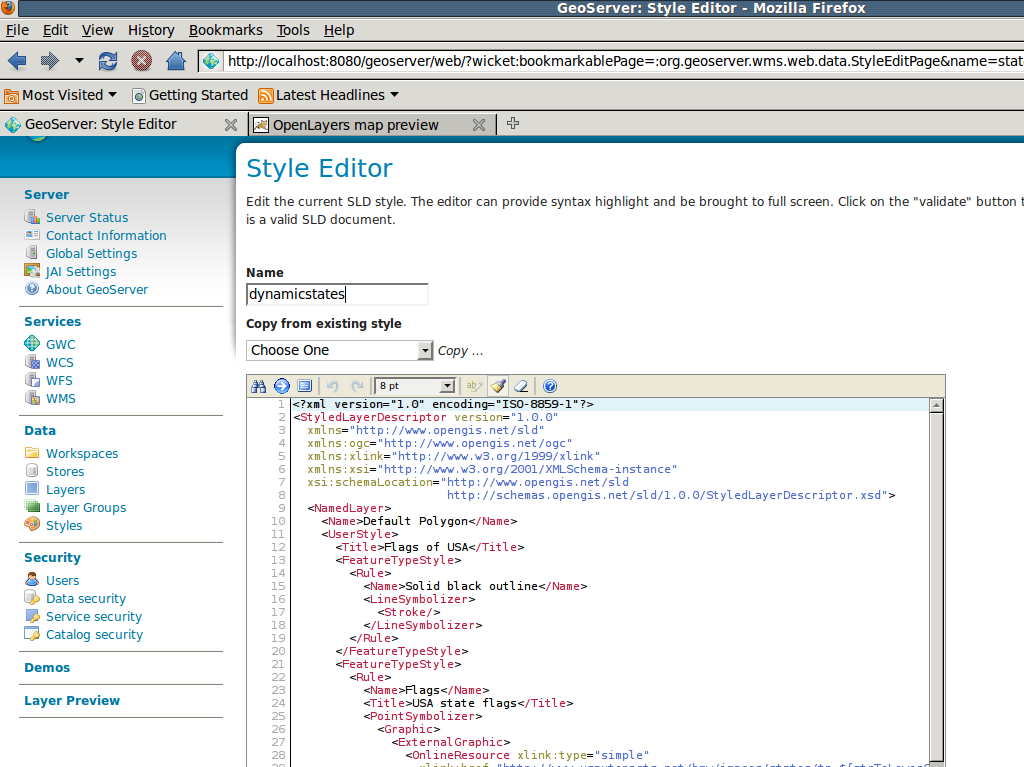 GeoServer: Style Editor - Mozilla Firefox
File Edit View History Bookmarks Tools Help
http://localhost:8080/geoserver/web/?wicket:bookmarkablePage=:org.geoserver.wms.web.data.StyleEditPage&name=stat
Most Visited Getting Started Latest Headlines
GeoServer: Style Editor OpenLayers map preview
Server
Server Status
Contact Information
Global Settings
JAI Settings
About GeoServer
Services
GWC
WCS
WFS
WMS
Data
Workspaces
Stores
Layers
Layer Groups
Styles
Security
Users
Data security
Service security
Catalog security
Demos
Layer Preview
Style Editor
Edit the current SLD style. The editor can provide syntax highlight and be brought to full screen. Click on the "validate" button t
is a valid SLD document.
Name
dynamicstates
Copy from existing style
Choose One Copy ...
8 pt
1 <?xml version="1.0" encoding="ISO-8859-1"?>
2 <StyledLayerDescriptor version="1.0.0"
3 xmlns="http://www.opengis.net/sld"
4 xmlns:ogc="http://www.opengis.net/ogc"
5 xmlns:xlink="http://www.w3.org/1999/xlink"
6 xmlns:xsi="http://www.w3.org/2001/XMLSchema-instance"
7 xsi:schemaLocation="http://www.opengis.net/sld
8 http://schemas.opengis.net/sld/1.0.0/StyledLayerDescriptor.xsd">
9 <NamedLayer>
10 <Name>Default Polygon</Name>
11 <UserStyle>
12 <Title>Flags of USA</Title>
13 <FeatureTypeStyle>
14 <Rule>
15 <Name>Solid black outline</Name>
16 <LineSymbolizer>
17 <Stroke/>
18 </LineSymbolizer>
19 </Rule>
20 </FeatureTypeStyle>
21 <FeatureTypeStyle>
22 <Rule>
23 <Name>Flags</Name>
24 <Title>USA state flags</Title>
25 <PointSymbolizer>
26 <Graphic>
27 <ExternalGraphic>
28 <OnlineResource xlink:type="simple"